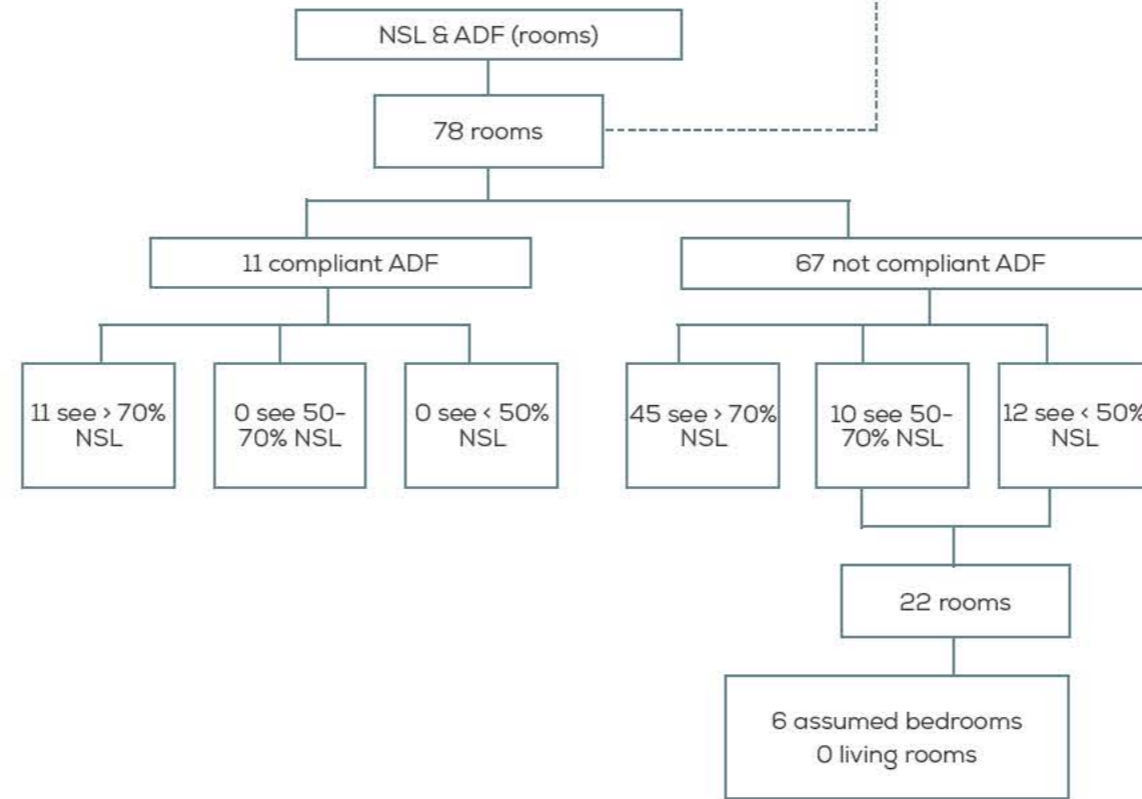 NSL & ADF (rooms)
78 rooms
11 compliant ADF
67 not compliant ADF
11 see > 70%
NSL
0 see 50-
70% NSL
0 see < 50%
NSL
45 see > 70%
NSL
10 see 50-
70% NSL
12 see < 50%
NSL
22 rooms
6 assumed bedrooms
0 living rooms